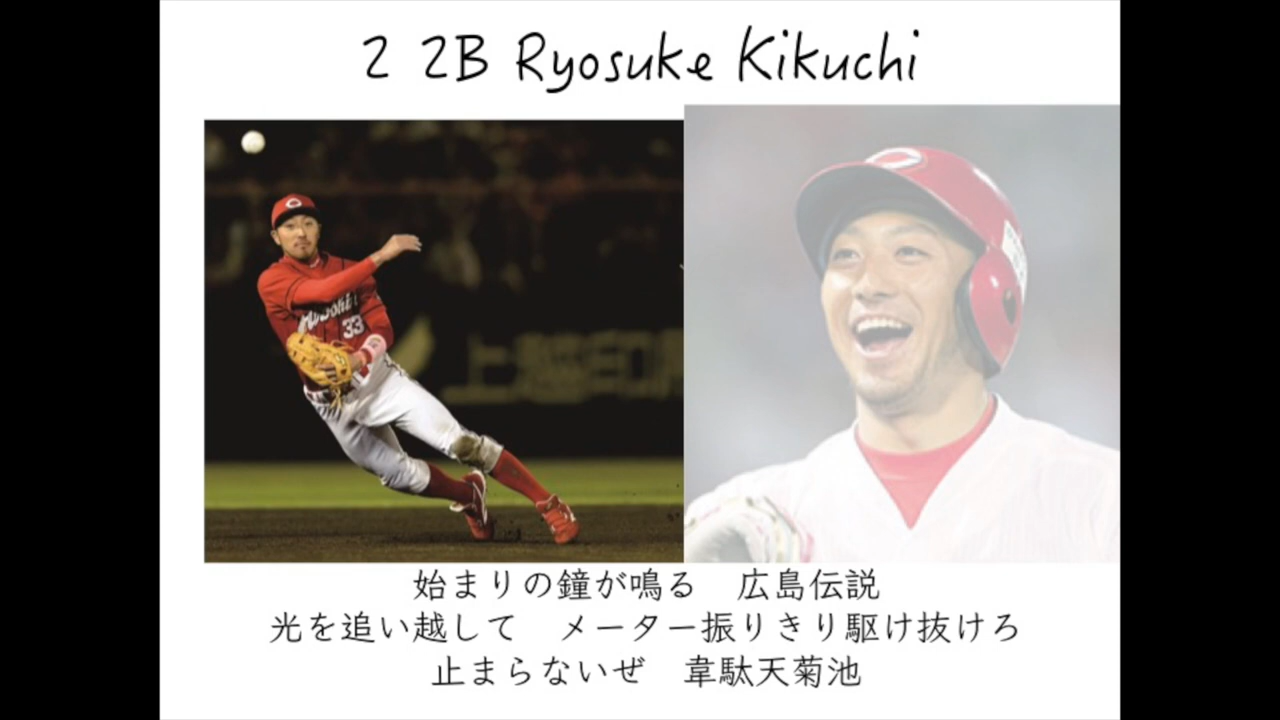 2 2B Ryosuke Kikuchi
33
始まりの鐘が鳴る　広島伝説
光を追い越して　メーター振りきり駆け抜けろ
止まらないぜ　韋駄天菊池